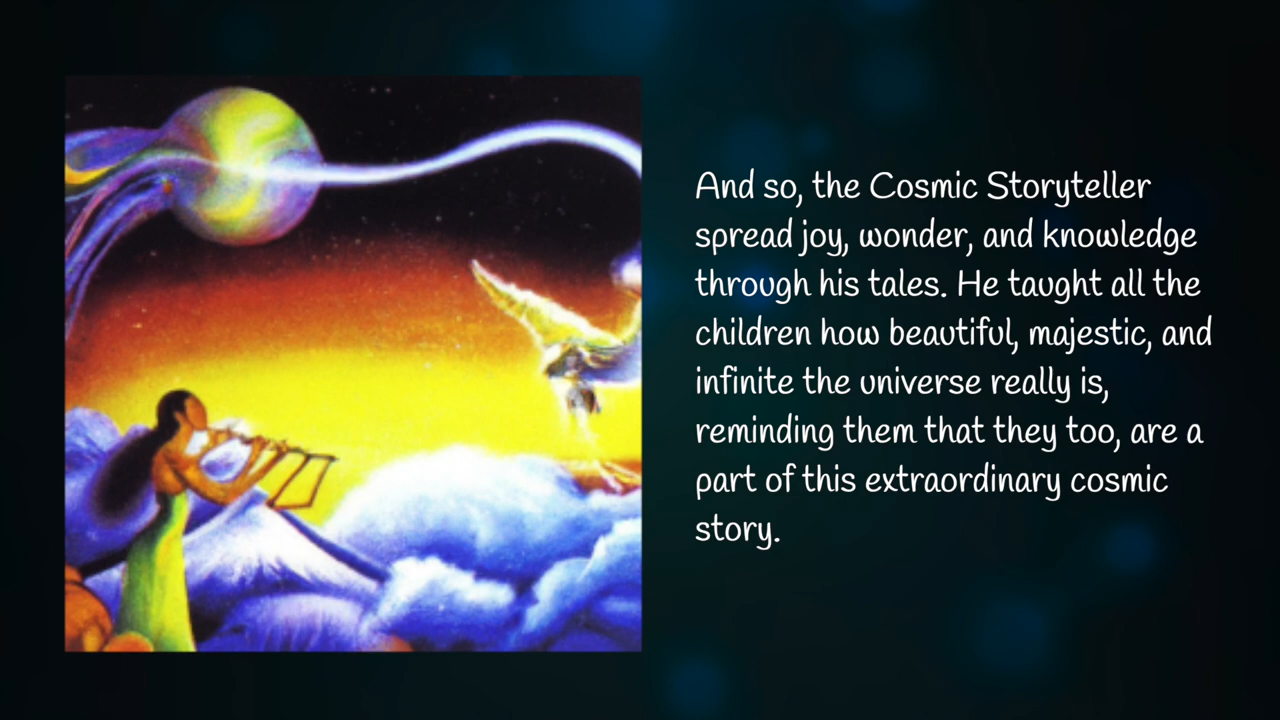 And so, the Cosmic Storyteller
spread joy, wonder, and knowledge
through his tales. He taught all the
children how beautiful, majestic, and
infinite the universe really is,
reminding them that they too, are a
part of this extraordinary cosmic
story.